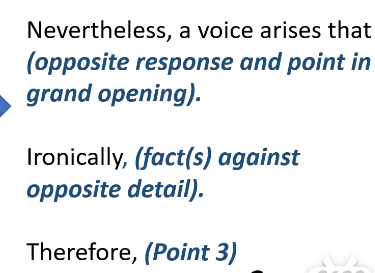 Nevertheless, a voice arises that
(opposite response and point in
grand opening).
Ironically, (fact(s) against
opposite detail).
Therefore, (Point 3)